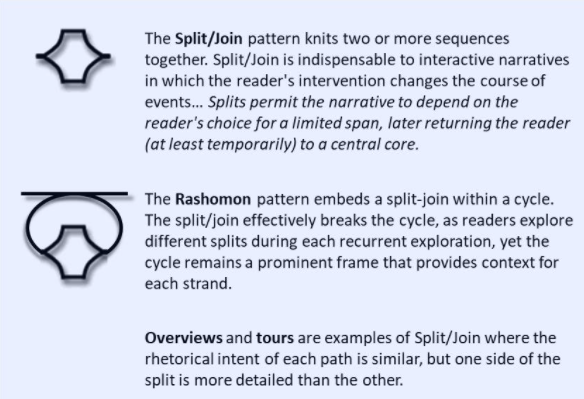 The Split/Join pattern knits two or more sequences
together. Split/Join is indispensable to interactive narratives
in which the reader's intervention changes the course of
events... Splits permit the narrative to depend on the
reader's choice for a limited span, later returning the reader
(at least temporarily) to a central core.
The Rashomon pattern embeds a split-join within a cycle.
The split/join effectively breaks the cycle, as readers explore
different splits during each recurrent exploration, yet the
cycle remains a prominent frame that provides context for
each strand.
Overviews and tours are examples of Split/Join where the
rhetorical intent of each path is similar, but one side of the
split is more detailed than the other.